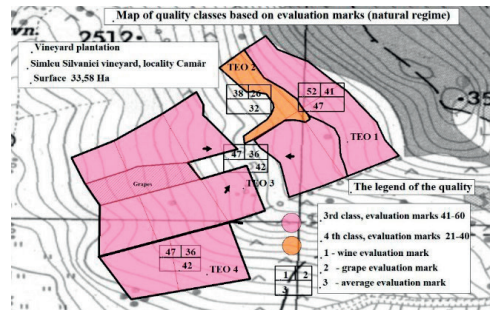 vn.
2512
Map of quality classes based on evaluation marks (natural regime)
Vineyard plantation
Simleu Silvaniei vineyard, locality Camăr
Surface 33,58 Ha
TEO 2
38 26
32
52 41
47
35
TEO 1
47 36
42
TEO 3
Grapes
The legend of the quality
3rd class, evaluation marks 41-60
4 th class, evaluation marks 21-40
1 - wine evaluation mark
2 - grape evaluation mark
3 - average evaluation mark
47 36
42
TEO 4
1 2
3